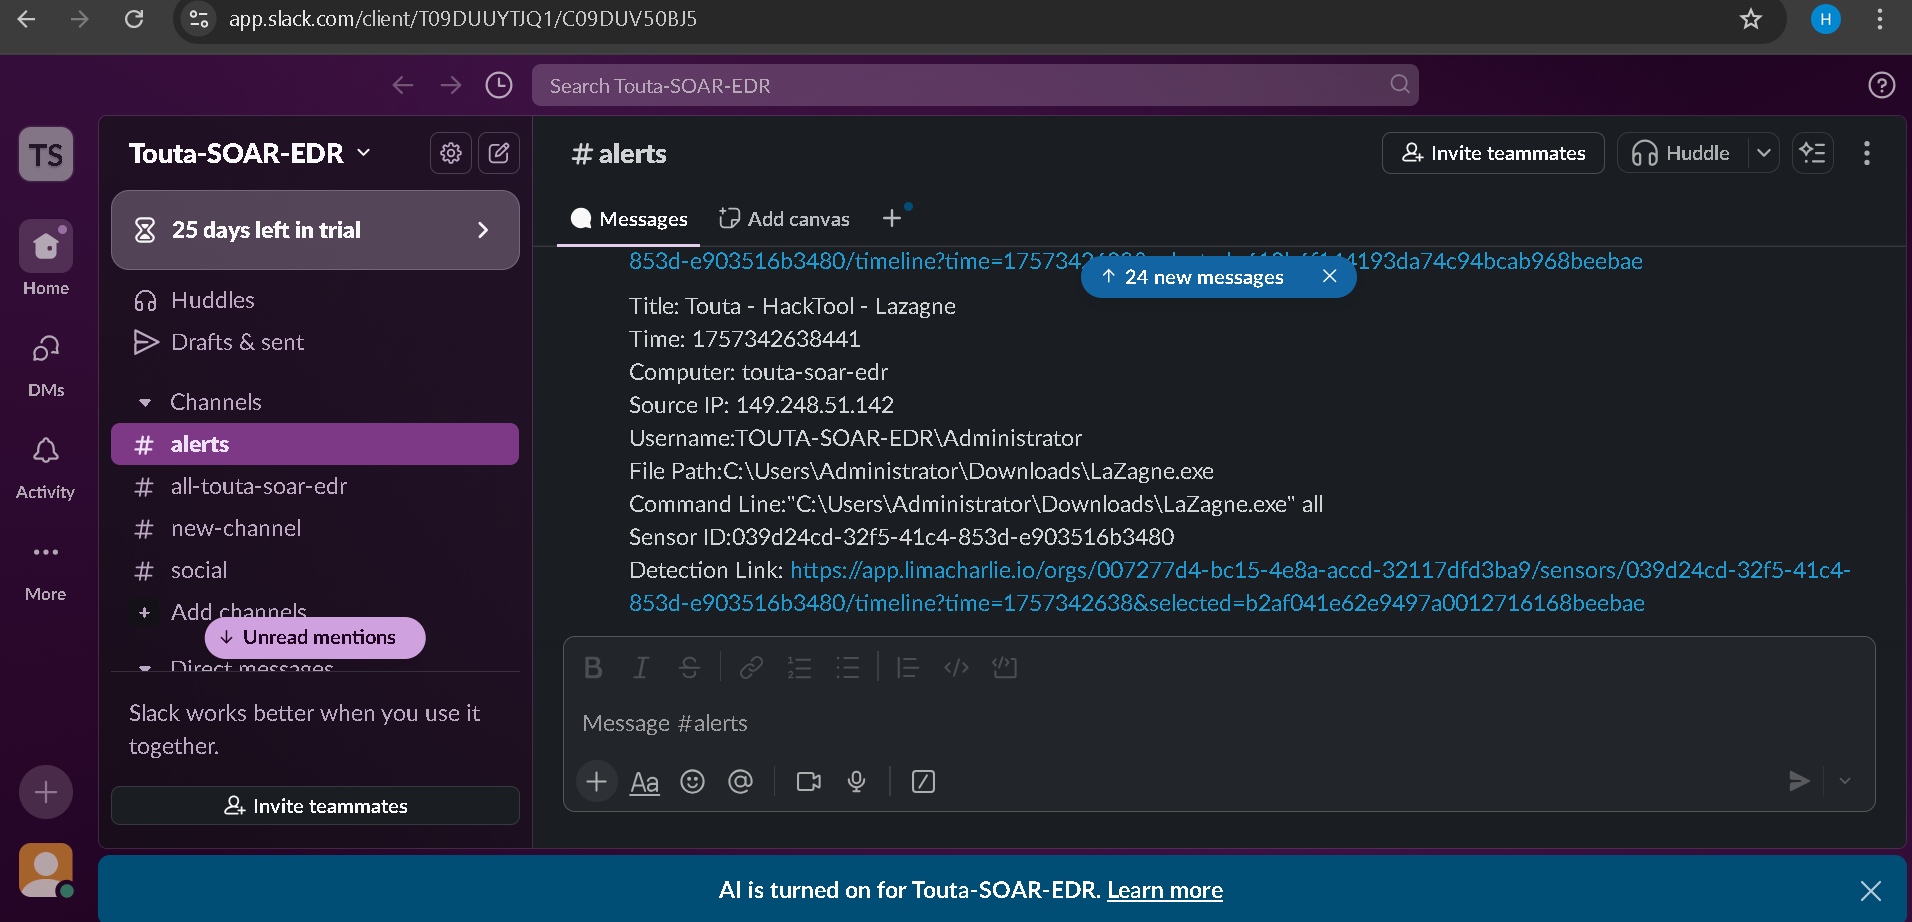 app.slack.com/client/T09DUUYTJQ1/C09DUV50BJ5
H
Search Touta-SOAR-EDR
TS
Home
DMs
Activity
More
Touta-SOAR-EDR
25 days left in trial
Huddles
Drafts & sent
Channels
# alerts
# all-touta-soar-edr
# new-channel
# social
+ Add channels
Unread mentions
Direct messages
Slack works better when you use it
together.
Invite teammates
# alerts
Invite teammates
Huddle
Messages
Add canvas
24 new messages
Title: Touta - HackTool - Lazagne
Time: 1757342638441
Computer: touta-soar-edr
Source IP: 149.248.51.142
Username:TOUTA-SOAR-EDR\Administrator
File Path:C:\Users\Administrator\Downloads\LaZagne.exe
Command Line:"C:\Users\Administrator\Downloads\LaZagne.exe" all
Sensor ID:039d24cd-32f5-41c4-853d-e903516b3480
Detection Link: https://app.limacharlie.io/orgs/007277d4-bc15-4e8a-accd-32117dfd3ba9/sensors/039d24cd-32f5-41c4-
853d-e903516b3480/timeline?time=1757342638&selected=b2af041e62e9497a0012716168beebae
Message #alerts
Aa
AI is turned on for Touta-SOAR-EDR. Learn more